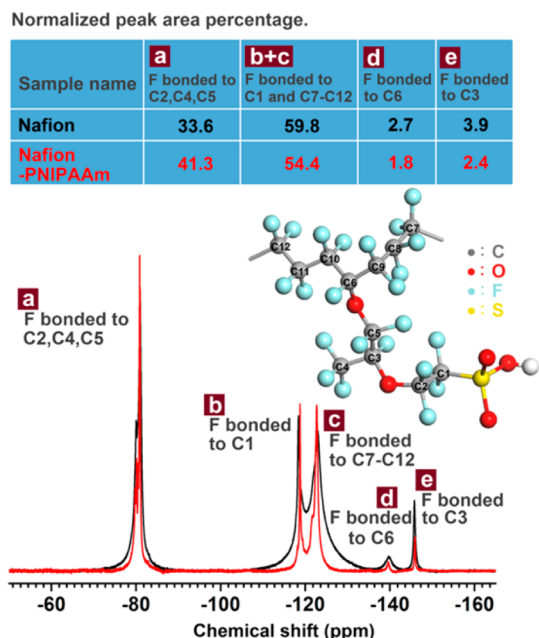 Nafionlized peak area percentage.
Sample name
a
F bonded to
C2,C4,C5
b+c
F bonded to
C1 and C7-C12
d
F bonded
to C6
e
F bonded
to C3
Nafion 33.6 59.8 2.7 3.9
Nafion
-PNIPAAm 41.3 54.4 1.8 2.4
C7
C12
C10
C8
C11
C9
C6
C5
C4
C3
C2
C1
: C
: O
: F
: S
a
F bonded to
C2,C4,C5
b
F bonded
to C1
c
F bonded
to C7-C12
d
F bonded
to C6
e
F bonded
to C3
-60 -80 -100 -120 -140 -160
Chemical shift (ppm)